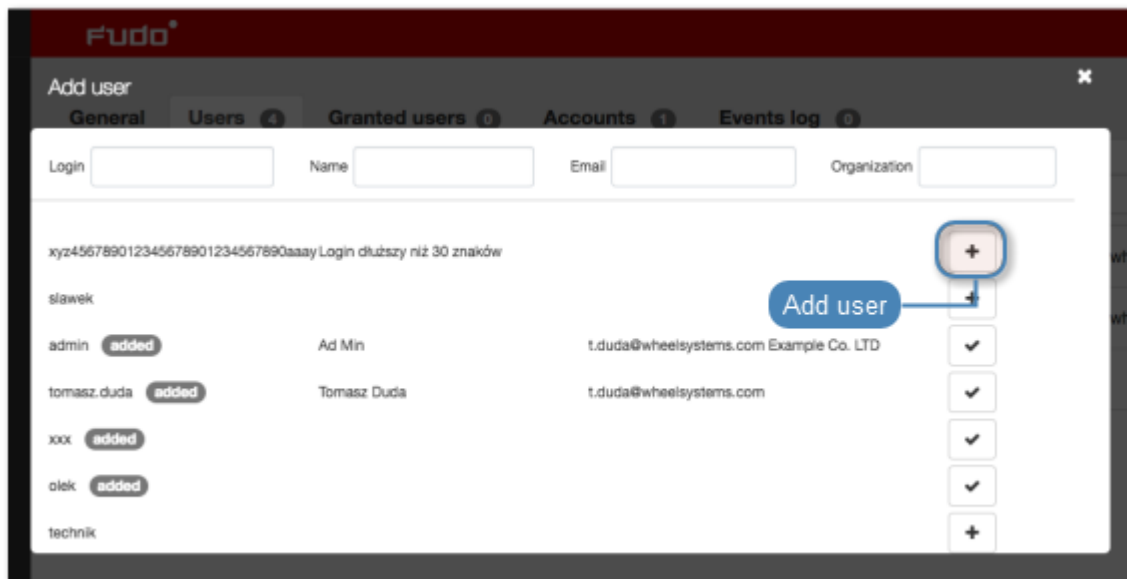 FUDO
Add user
General Users 4 Granted users 0 Accounts 1 Events log 0
Login Name Email Organization
xyz456789012345678901234567890aaay Login dłuższy niż 30 znaków
slawek
Add user
admin added Ad Min t.duda@wheelsystems.com Example Co. LTD
tomasz.duda added Tomasz Duda t.duda@wheelsystems.com
xxx added
olek added
technik